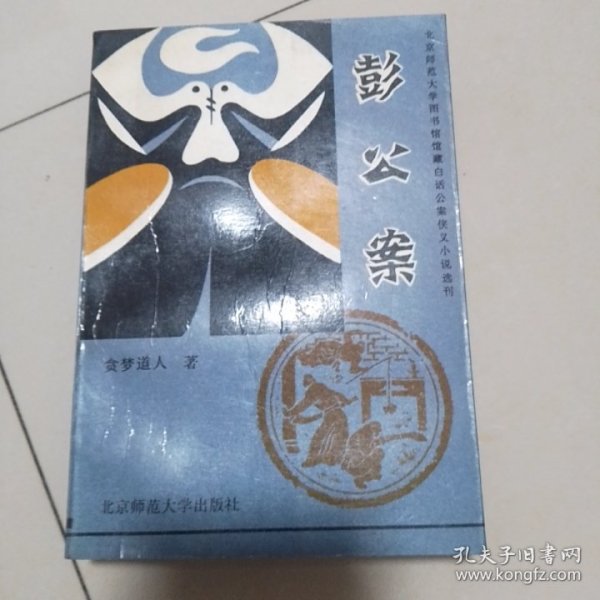 彭公案
北京师范大学图书馆馆藏白话公案侠义小说选刊
贪梦道人 著
北京师范大学出版社
孔夫子旧书网
www.kongfz.com